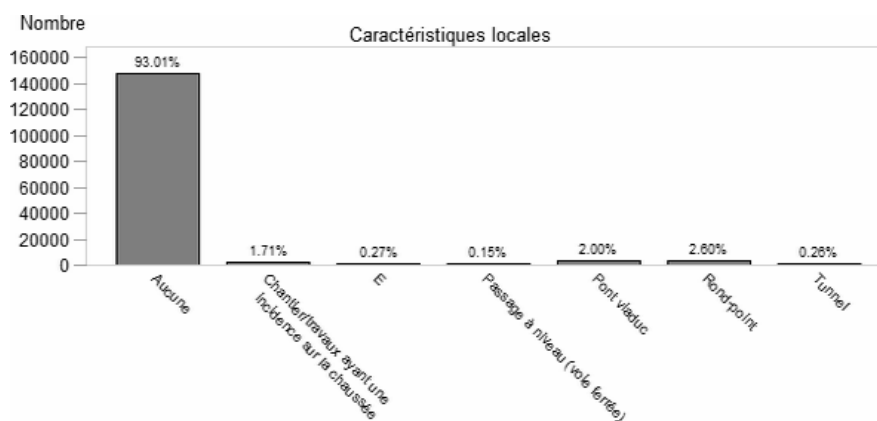 Nombre
Caractéristiques locales
160000
140000
120000
100000
80000
60000
40000
20000
0
93.01%
1.71%
0.27%
0.15%
2.00%
2.60%
0.26%
Aucune
Chantier/travaux ayant une
incidence sur la chaussée
E
Passage à niveau (voie ferrée)
Pont viaduc
Rond-point
Tunnel